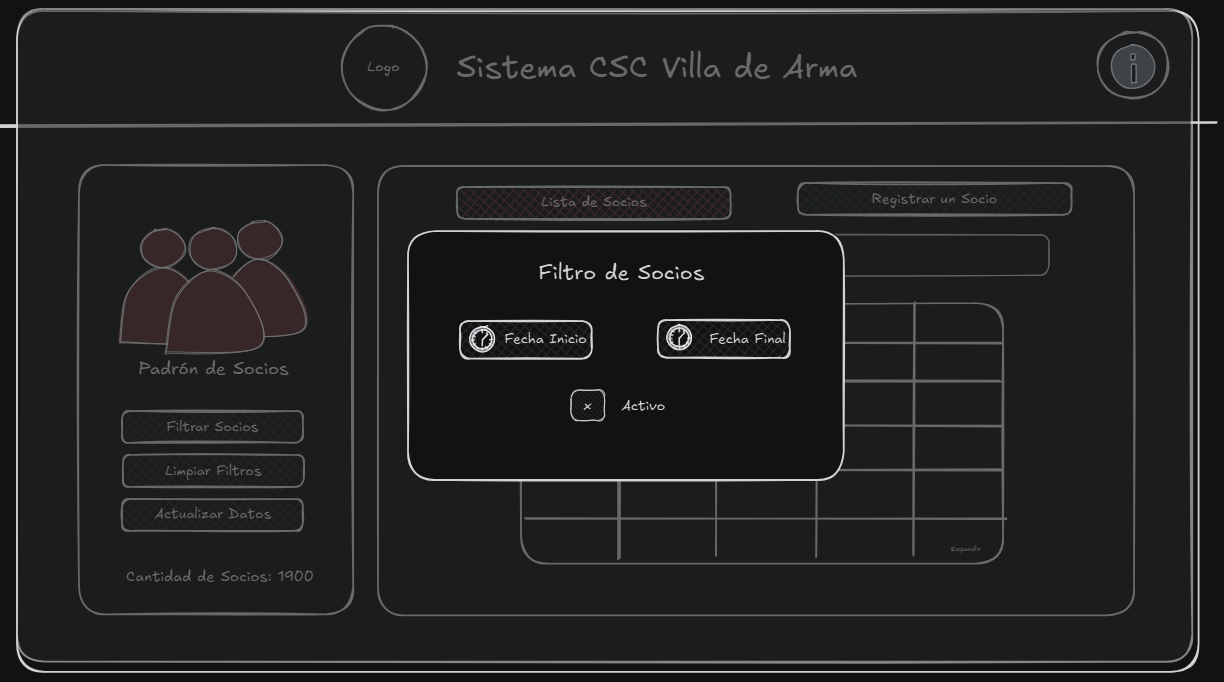 Logo
Sistema CSC Villa de Arma
i
Lista de Socios
Registrar un Socio
Filtro de Socios
Fecha Inicio
Fecha Final
x Activo
Padrón de Socios
Filtrar Socios
Limpiar Filtros
Actualizar Datos
Cantidad de Socios: 1900
Expandir